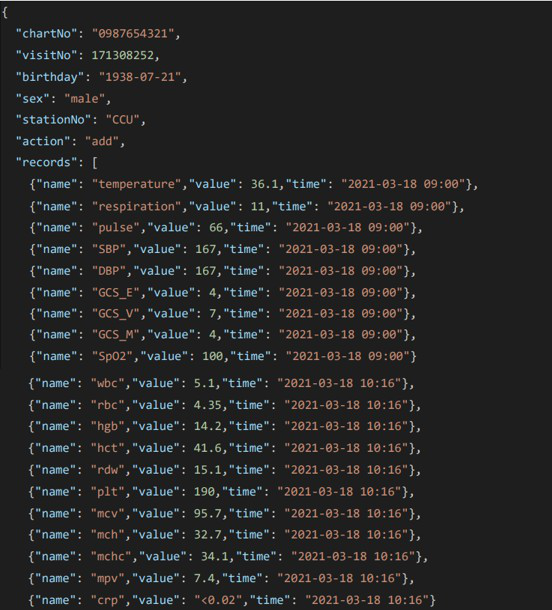 {
"chartNo": "0987654321",
"visitNo": 171308252,
"birthday": "1938-07-21",
"sex": "male",
"stationNo": "CCU",
"action": "add",
"records": [
{"name": "temperature","value": 36.1,"time": "2021-03-18 09:00"},
{"name": "respiration","value": 11,"time": "2021-03-18 09:00"},
{"name": "pulse","value": 66,"time": "2021-03-18 09:00"},
{"name": "SBP","value": 167,"time": "2021-03-18 09:00"},
{"name": "DBP","value": 167,"time": "2021-03-18 09:00"},
{"name": "GCS_E","value": 4,"time": "2021-03-18 09:00"},
{"name": "GCS_V","value": 7,"time": "2021-03-18 09:00"},
{"name": "GCS_M","value": 4,"time": "2021-03-18 09:00"},
{"name": "SpO2","value": 100,"time": "2021-03-18 09:00"}
{"name": "wbc","value": 5.1,"time": "2021-03-18 10:16"},
{"name": "rbc","value": 4.35,"time": "2021-03-18 10:16"},
{"name": "hgb","value": 14.2,"time": "2021-03-18 10:16"},
{"name": "hct","value": 41.6,"time": "2021-03-18 10:16"},
{"name": "rdw","value": 15.1,"time": "2021-03-18 10:16"},
{"name": "plt","value": 190,"time": "2021-03-18 10:16"},
{"name": "mcv","value": 95.7,"time": "2021-03-18 10:16"},
{"name": "mch","value": 32.7,"time": "2021-03-18 10:16"},
{"name": "mchc","value": 34.1,"time": "2021-03-18 10:16"},
{"name": "mpv","value": 7.4,"time": "2021-03-18 10:16"},
{"name": "crp","value": "<0.02","time": "2021-03-18 10:16"}